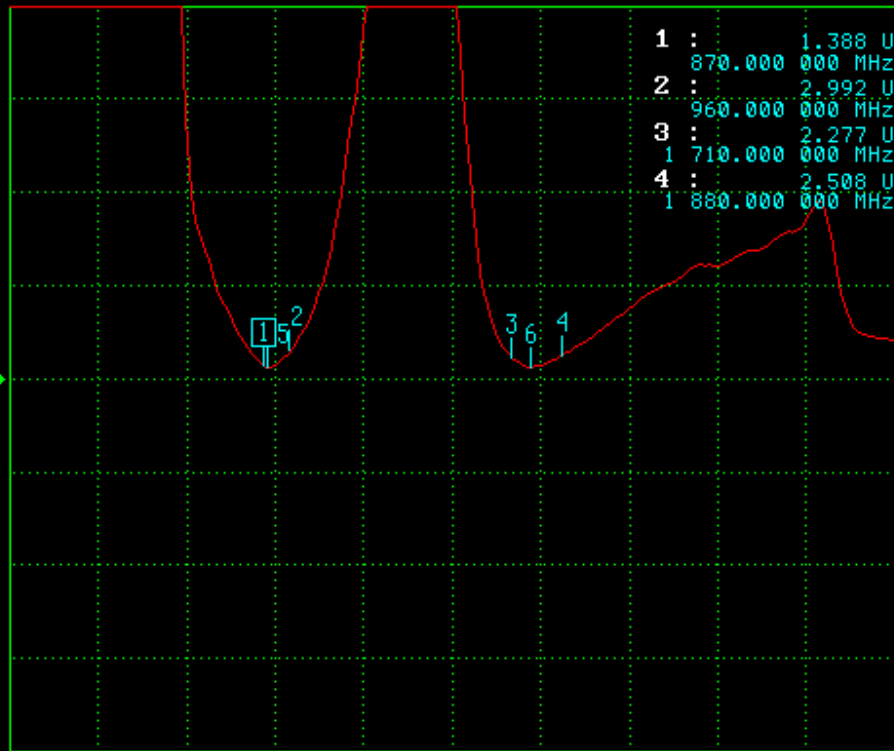 1 : 1.388 U
870.000 000 MHz
2 : 2.992 U
960.000 000 MHz
3 : 2.277 U
1 710.000 000 MHz
4 : 2.508 U
1 880.000 000 MHz
1 5 2
3 6 4